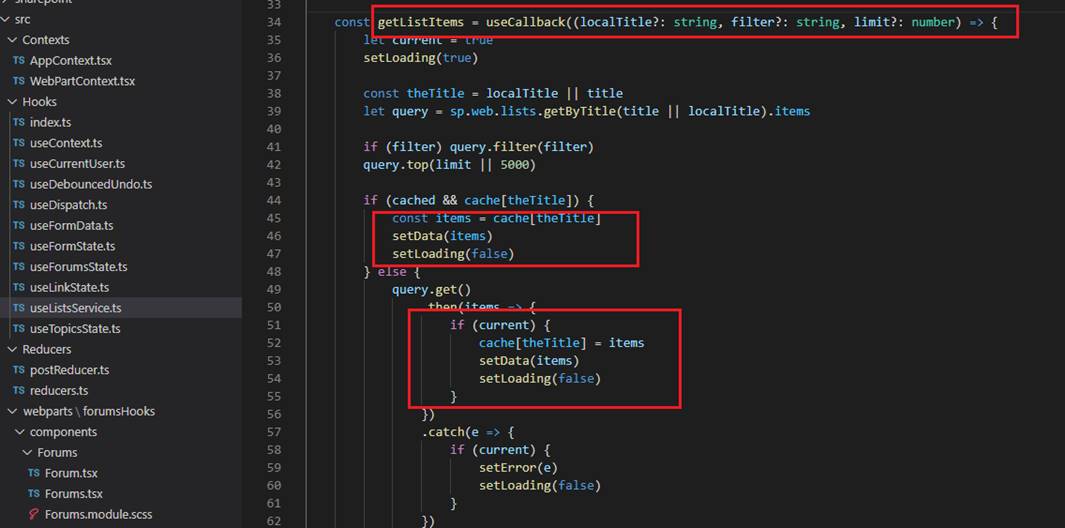 sharepoint
src
Contexts
TS AppContext.tsx
TS WebPartContext.tsx
Hooks
TS index.ts
TS useContext.ts
TS useCurrentUser.ts
TS useDebouncedUndo.ts
TS useDispatch.ts
TS useFormData.ts
TS useFormState.ts
TS useForumsState.ts
TS useLinkState.ts
TS useListsService.ts
TS useTopicsState.ts
Reducers
TS postReducer.ts
TS reducers.ts
webparts \ forumsHooks
components
Forums
TS Forum.tsx
TS Forums.tsx
Forums.module.scss
33
34 const getListItems = useCallback((localTitle?: string, filter?: string, limit?: number) => {
35 let current = true
36 setLoading(true)
37
38 const theTitle = localTitle || title
39 let query = sp.web.lists.getByTitle(title || localTitle).items
40
41 if (filter) query.filter(filter)
42 query.top(limit || 5000)
43
44 if (cached && cache[theTitle]) {
45 const items = cache[theTitle]
46 setData(items)
47 setLoading(false)
48 } else {
49 query.get()
50 .then(items => {
51 if (current) {
52 cache[theTitle] = items
53 setData(items)
54 setLoading(false)
55 }
56 })
57 .catch(e => {
58 if (current) {
59 setError(e)
60 setLoading(false)
61 }
62 })